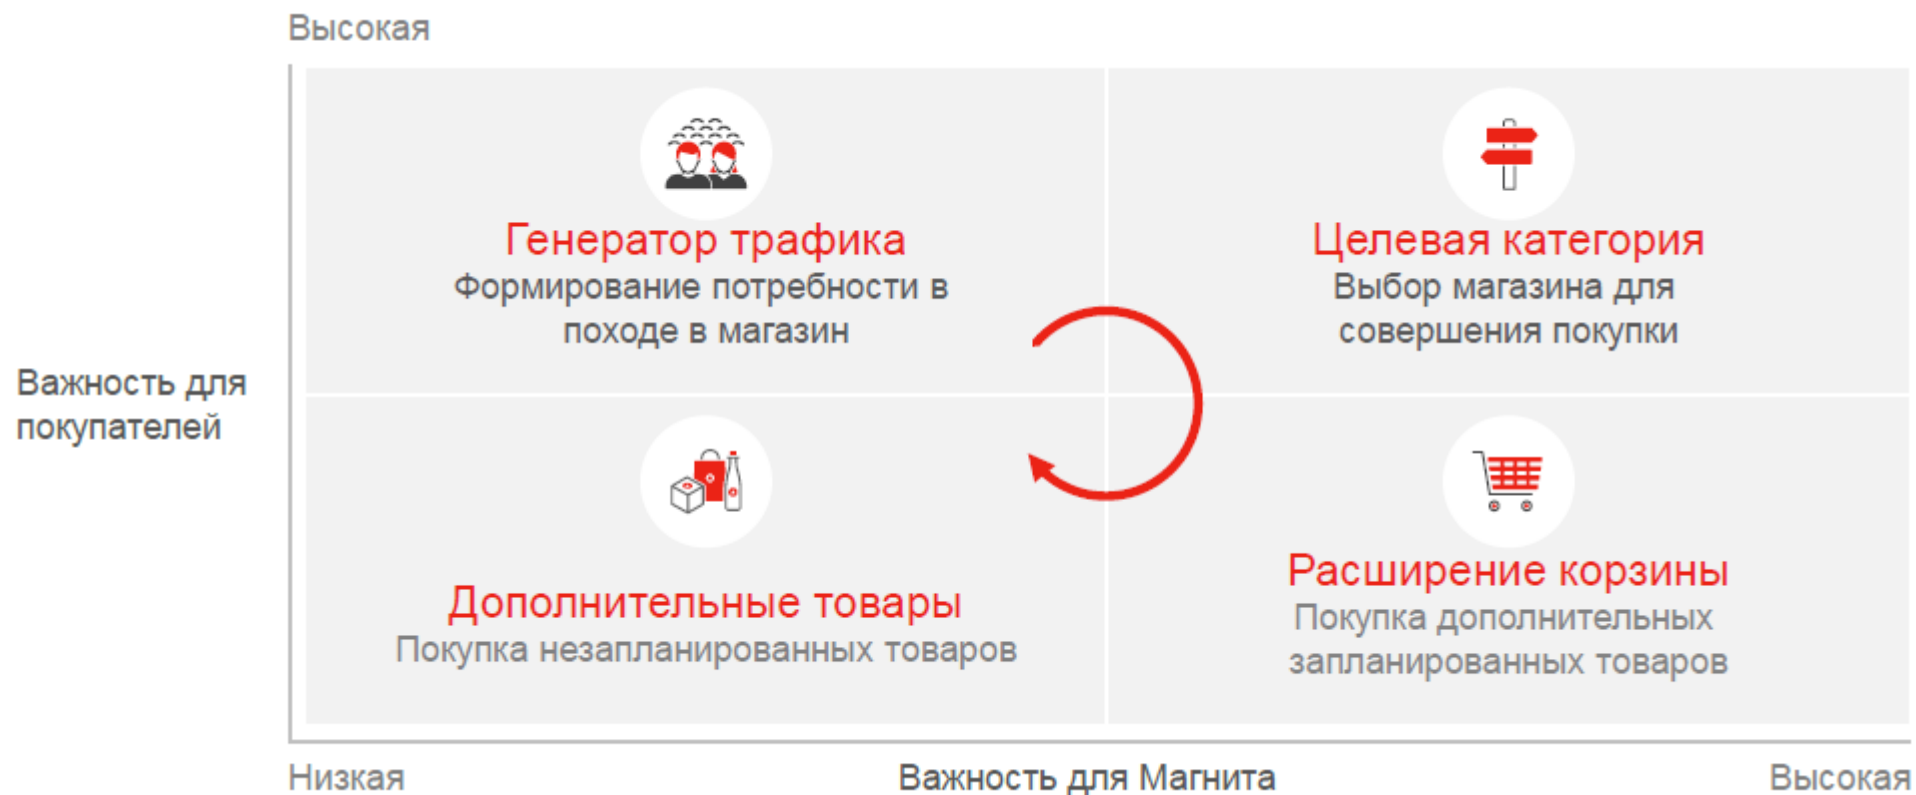 Высокая
Генератор трафика
Формирование потребности в
походе в магазин
Целевая категория
Выбор магазина для
совершения покупки
Важность для
покупателей
Дополнительные товары
Покупка незапланированных товаров
Расширение корзины
Покупка дополнительных
запланированных товаров
Низкая
Важность для Магнита
Высокая